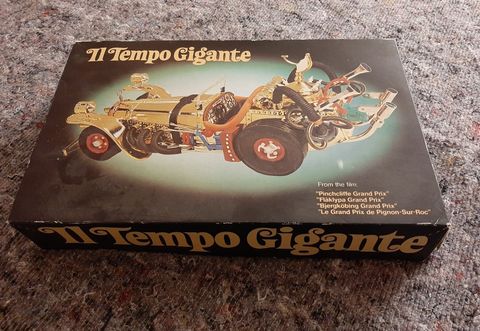 Il Tempo Gigante
From the film:
"Pinchcliffe Grand Prix"
"Flåklypa Grand Prix"
"Bjergkøbing Grand Prix"
"Le Grand Prix de Pignon-Sur-Roc"
Il Tempo Gigante